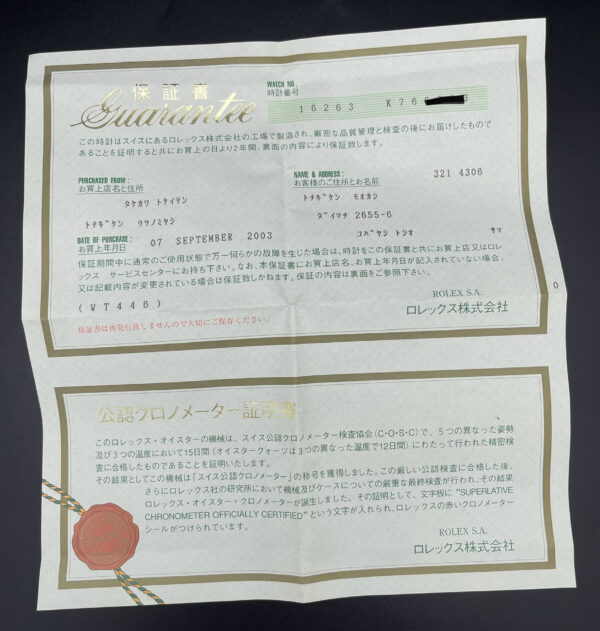 保証書
Guarantee
WATCH NO.
時計番号
16263 K76
この時計はスイスにあるロレックス株式会社の工場で製造され、厳密な品質管理と検査の後にお届けしたもので
あることを証明すると共にお買上の日より2年間、裏面の内容により保証致します。
PURCHASED FROM :
お買上店名と住所
タケカワ トケイテン
トチギケン ウツノミヤシ
NAME & ADDRESS :
お客様のご住所とお名前
321 4306
トチギケン モオカシ
ダイマチ 2655-6
コバヤシ トシオ サマ
DATE OF PURCHASE :
お買上年月日
07 SEPTEMBER 2003
保証期間中に通常のご使用状態で万一何らかの故障を生じた場合は、時計をこの保証書と共にお買上店又はロレ
ックス サービスセンターにお持ち下さい。なお、本保証書にお買上店名、お買上年月日が記入されていない場合、
又は記載内容が変更されている場合は保証致しかねます。保証の内容は裏面をご参照下さい。
(WT446)
保証書は再発行致しませんので大切にご保存ください。
ROLEX S.A.
ロレックス株式会社
公認クロノメーター証明書
このロレックス・オイスターの機械は、スイス公認クロノメーター検査協会(C・O・S・C)で、5つの異なった姿勢
及び3つの温度において15日間(オイスタークォーツは3つの異なった温度で12日間)にわたって行われた精密検
査に合格したものであることを証明いたします。
その結果としてこの機械は「スイス公認クロノメーター」の称号を獲得しました。この厳しい公認検査に合格した後、
さらにロレックス社の研究所において機械及びケースについての厳重な最終検査が行われ、その結果
ロレックス・オイスター・クロノメーターが誕生しました。その証明として、文字板に"SUPERLATIVE
CHRONOMETER OFFICIALLY CERTIFIED"という文字が入れられ、ロレックスの赤いクロノメーター
シールがつけられています。
ROLEX S.A.
ロレックス株式会社